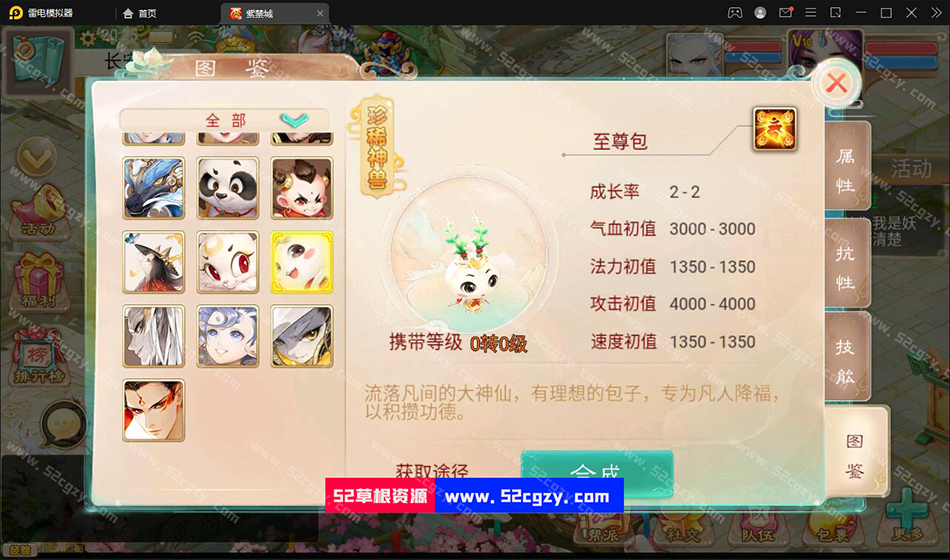 雷电模拟器
首页
紫禁城
图 鉴
全 部
珍稀神兽
至尊包
成长率 2 - 2
气血初值 3000 - 3000
法力初值 1350 - 1350
攻击初值 4000 - 4000
速度初值 1350 - 1350
携带等级 0转0级
流落凡间的大神仙，有理想的包子，专为凡人降福，
以积攒功德。
获取途径
合成
属性
抗性
技能
图鉴
活动
福利
排行榜
活动
我是妖
清楚
V10
帮派
社交
队伍
包裹
更多
经验
52草根资源 www.52cgzy.com